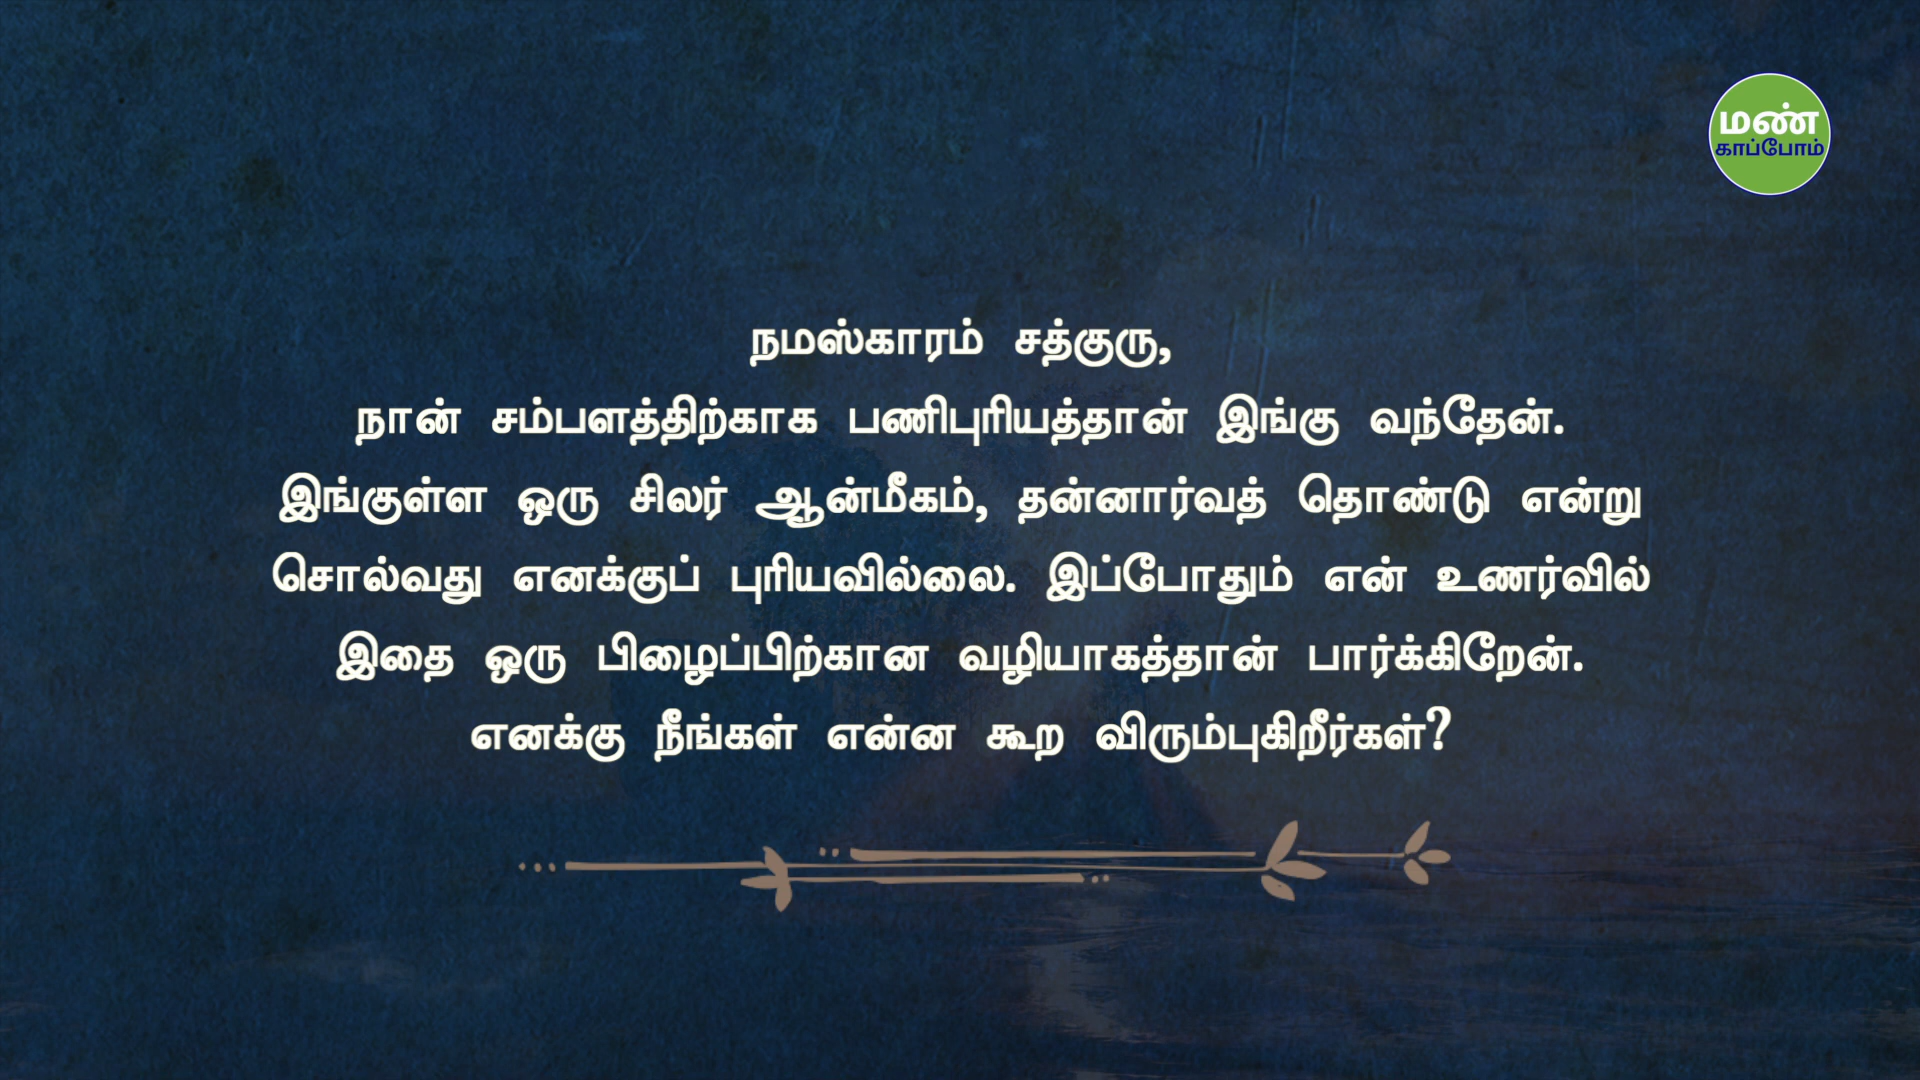 மண்
காப்போம்
நமஸ்காரம் சத்குரு,
நான் சம்பளத்திற்காக பணிபுரியத்தான் இங்கு வந்தேன்.
இங்குள்ள ஒரு சிலர் ஆன்மீகம், தன்னார்வத் தொண்டு என்று
சொல்வது எனக்குப் புரியவில்லை. இப்போதும் என் உணர்வில்
இதை ஒரு பிழைப்பிற்கான வழியாகத்தான் பார்க்கிறேன்.
எனக்கு நீங்கள் என்ன கூற விரும்புகிறீர்கள்?